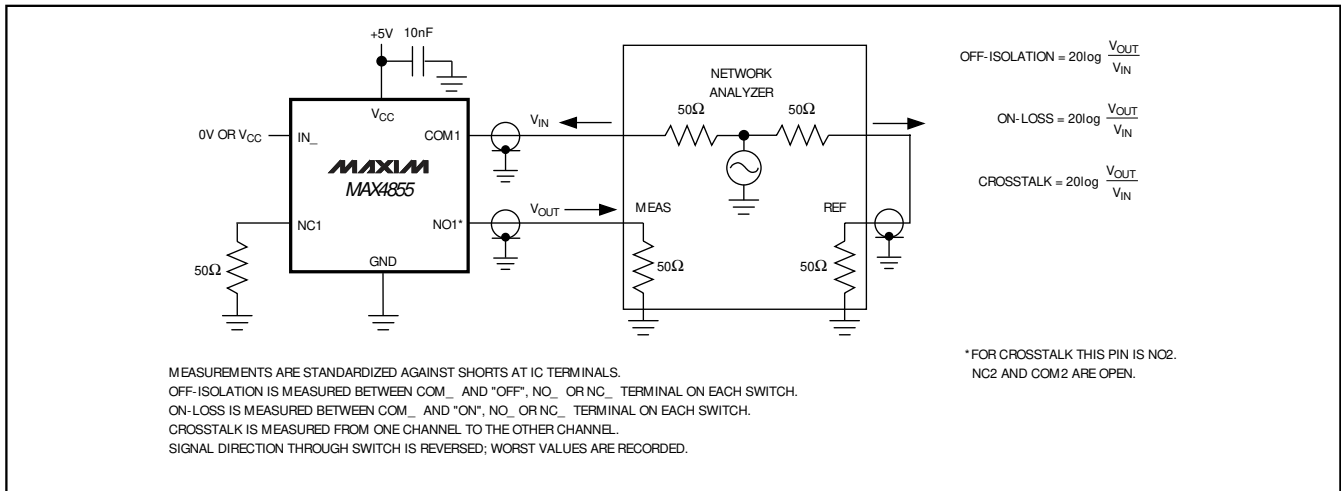 +5V 10nF
VCC
0V OR VCC
IN_
COM1
MAXIM
MAX4855
NC1
NO1*
GND
50Ω
VIN
VOUT
NETWORK
ANALYZER
50Ω
50Ω
MEAS
REF
50Ω
50Ω
OFF-ISOLATION = 20log VOUT/VIN
ON-LOSS = 20log VOUT/VIN
CROSSTALK = 20log VOUT/VIN
MEASUREMENTS ARE STANDARDIZED AGAINST SHORTS AT IC TERMINALS.
OFF-ISOLATION IS MEASURED BETWEEN COM_ AND "OFF", NO_ OR NC_ TERMINAL ON EACH SWITCH.
ON-LOSS IS MEASURED BETWEEN COM_ AND "ON", NO_ OR NC_ TERMINAL ON EACH SWITCH.
CROSSTALK IS MEASURED FROM ONE CHANNEL TO THE OTHER CHANNEL.
SIGNAL DIRECTION THROUGH SWITCH IS REVERSED; WORST VALUES ARE RECORDED.
*FOR CROSSTALK THIS PIN IS NO2.
NC2 AND COM2 ARE OPEN.